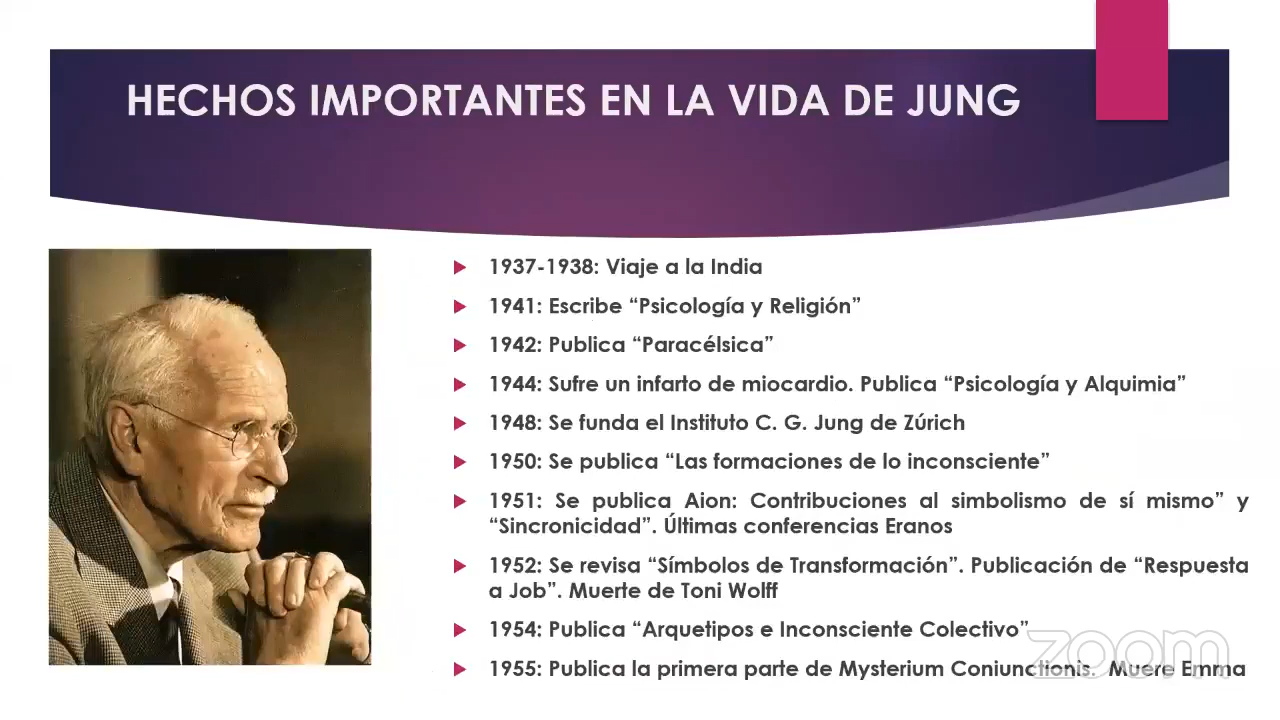 HECHOS IMPORTANTES EN LA VIDA DE JUNG
1937-1938: Viaje a la India
1941: Escribe “Psicología y Religión”
1942: Publica “Paracélsica”
1944: Sufre un infarto de miocardio. Publica “Psicología y Alquimia”
1948: Se funda el Instituto C. G. Jung de Zúrich
1950: Se publica “Las formaciones de lo inconsciente”
1951: Se publica Aion: Contribuciones al simbolismo de sí mismo” y
“Sincronicidad”. Últimas conferencias Eranos
1952: Se revisa “Símbolos de Transformación”. Publicación de “Respuesta
a Job”. Muerte de Toni Wolff
1954: Publica “Arquetipos e Inconsciente Colectivo”
1955: Publica la primera parte de Mysterium Coniunctionis. Muere Emma
zoom